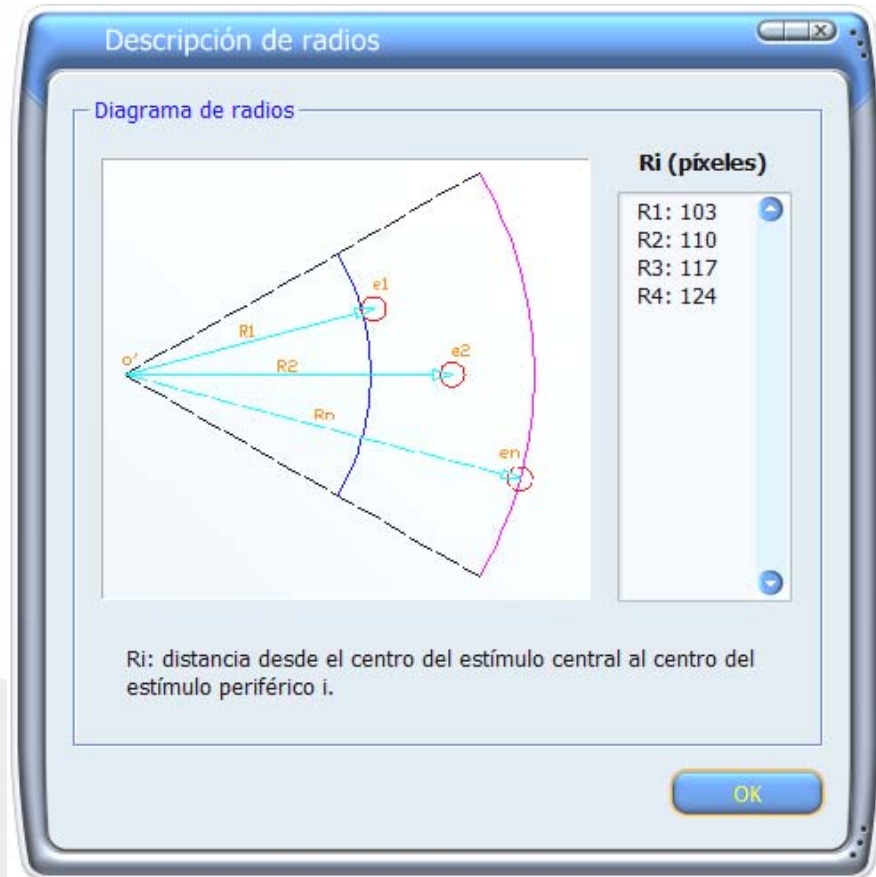 Descripción de radios
Diagrama de radios
Ri (píxeles)
R1: 103
R2: 110
R3: 117
R4: 124
e1
R1
o'
e2
R2
Rn
en
Ri: distancia desde el centro del estímulo central al centro del
estímulo periférico i.
OK